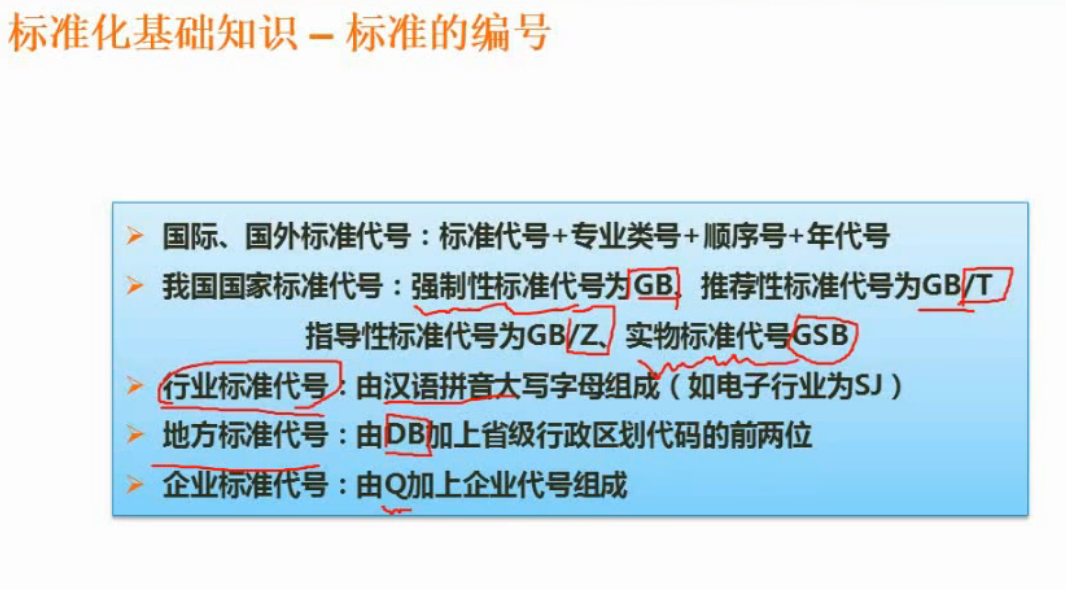 标准化基础知识 – 标准的编号
国际、国外标准代号：标准代号+专业类号+顺序号+年代号
我国国家标准代号：强制性标准代号为GB、推荐性标准代号为GB/T
指导性标准代号为GB/Z、实物标准代号GSB
行业标准代号：由汉语拼音大写字母组成（如电子行业为SJ）
地方标准代号：由DB加上省级行政区划代码的前两位
企业标准代号：由Q加上企业代号组成